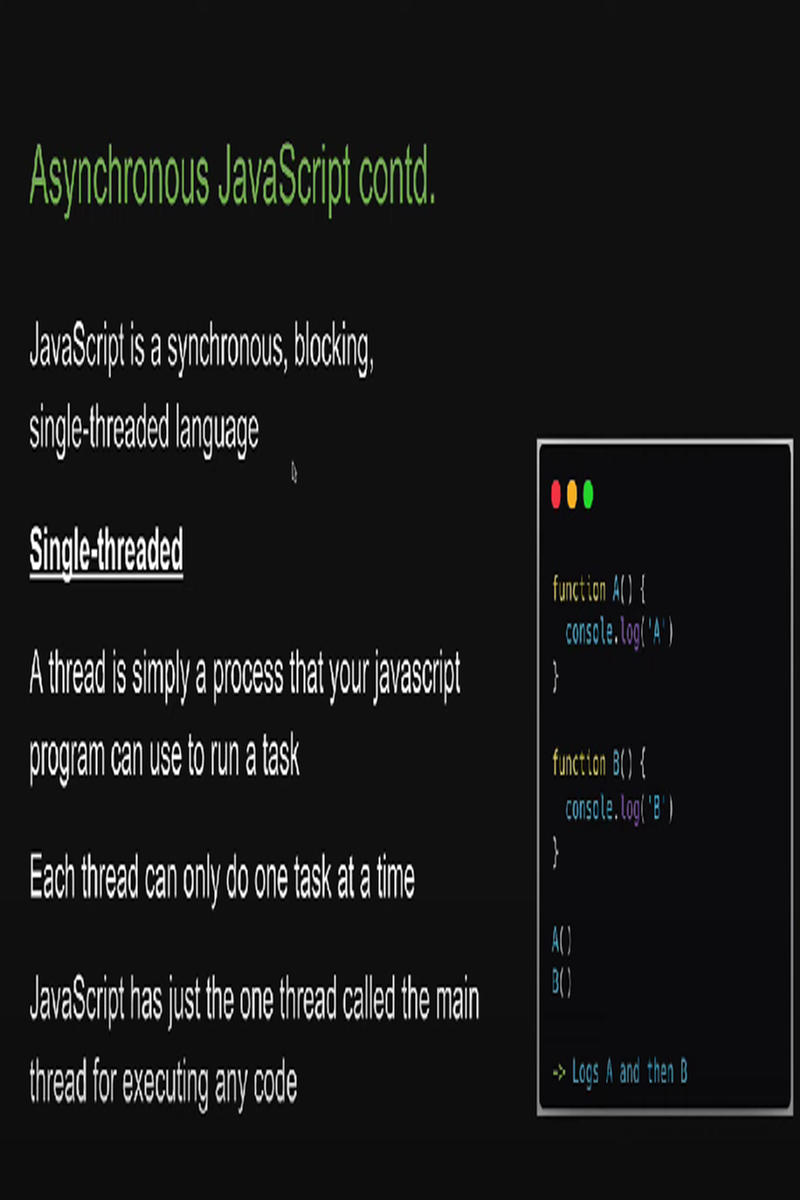 Asynchronous JavaScript contd.
JavaScript is a synchronous, blocking,
single-threaded language
Single-threaded
A thread is simply a process that your javascript
program can use to run a task
Each thread can only do one task at a time
JavaScript has just the one thread called the main
thread for executing any code
function A() {
  console.log('A')
}
function B() {
  console.log('B')
}
A()
B()
-> Logs A and then B